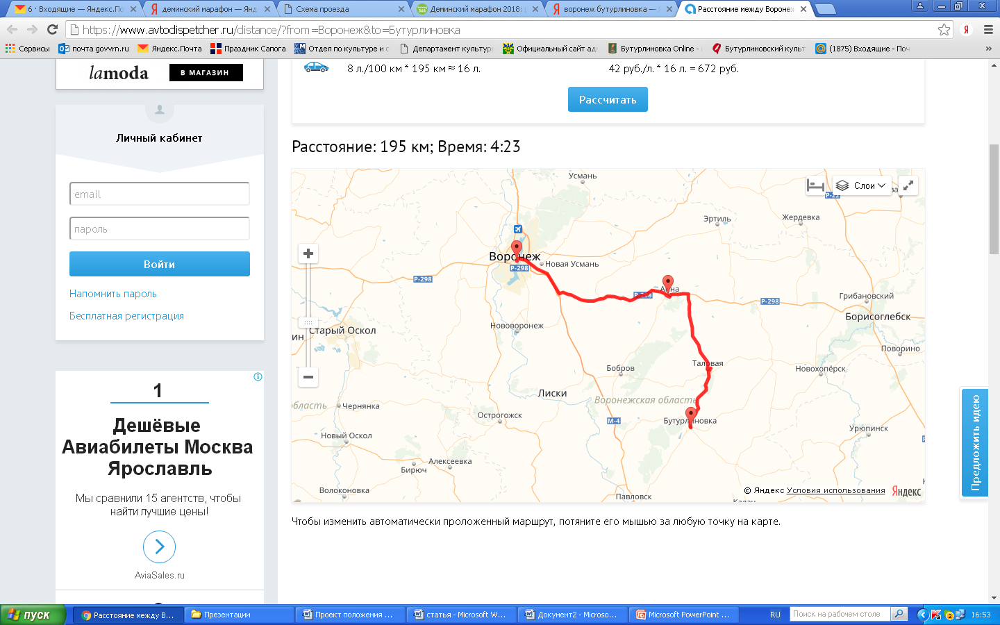 6 · Входящие — Яндекс.По
деминский марафон — Янд
Схема проезда
Деминский марафон 2018:
воронеж бутурлиновка —
Расстояние между Воронеж
https://www.avtodispetcher.ru/distance/?from=Воронеж&to=Бутурлиновка
Сервисы
почта govvrn.ru
Яндекс.Почта
Праздник Сапога
Отдел по культуре и с
Департамент культуры
Официальный сайт ад
Бутурлиновка Online -
Бутурлиновский культ
(1875) Входящие - Поч
»
lamoda
В МАГАЗИН
8 л./100 км * 195 км ≈ 16 л.
42 руб./л. * 16 л. = 672 руб.
Рассчитать
Личный кабинет
email
пароль
Войти
Напомнить пароль
Бесплатная регистрация
Расстояние: 195 км; Время: 4:23
Слои
Усмань
Р-22
Эртиль
Жердевка
Воронеж
Р-298
Новая Усмань
Р-298
Анна
Р-298
Грибановский
Борисоглебск
Нововоронеж
Старый Оскол
ин
Поворино
Таловая
Бобров
Новохопёрск
Лиски
Воронежская область
область
Чернянка
Острогожск
М-4
Бутурлиновка
Урюпинск
Новый Оскол
Алексеевка
Бирюч
Волоконовка
Павловск
Калач
© Яндекс Условия использования
Яндекс
Чтобы изменить автоматически проложенный маршрут, потяните его мышью за любую точку на карте.
1
Дешёвые
Авиабилеты Москва
Ярославль
Мы сравнили 15 агентств, чтобы
найти лучшие цены!
AviaSales.ru
Предложить идею
пуск
Расстояние между В...
Презентации
Проект положения ...
статья - Microsoft W...
Документ2 - Microso...
Microsoft PowerPoint ...
RU
Поиск на рабочем столе
2
16:53